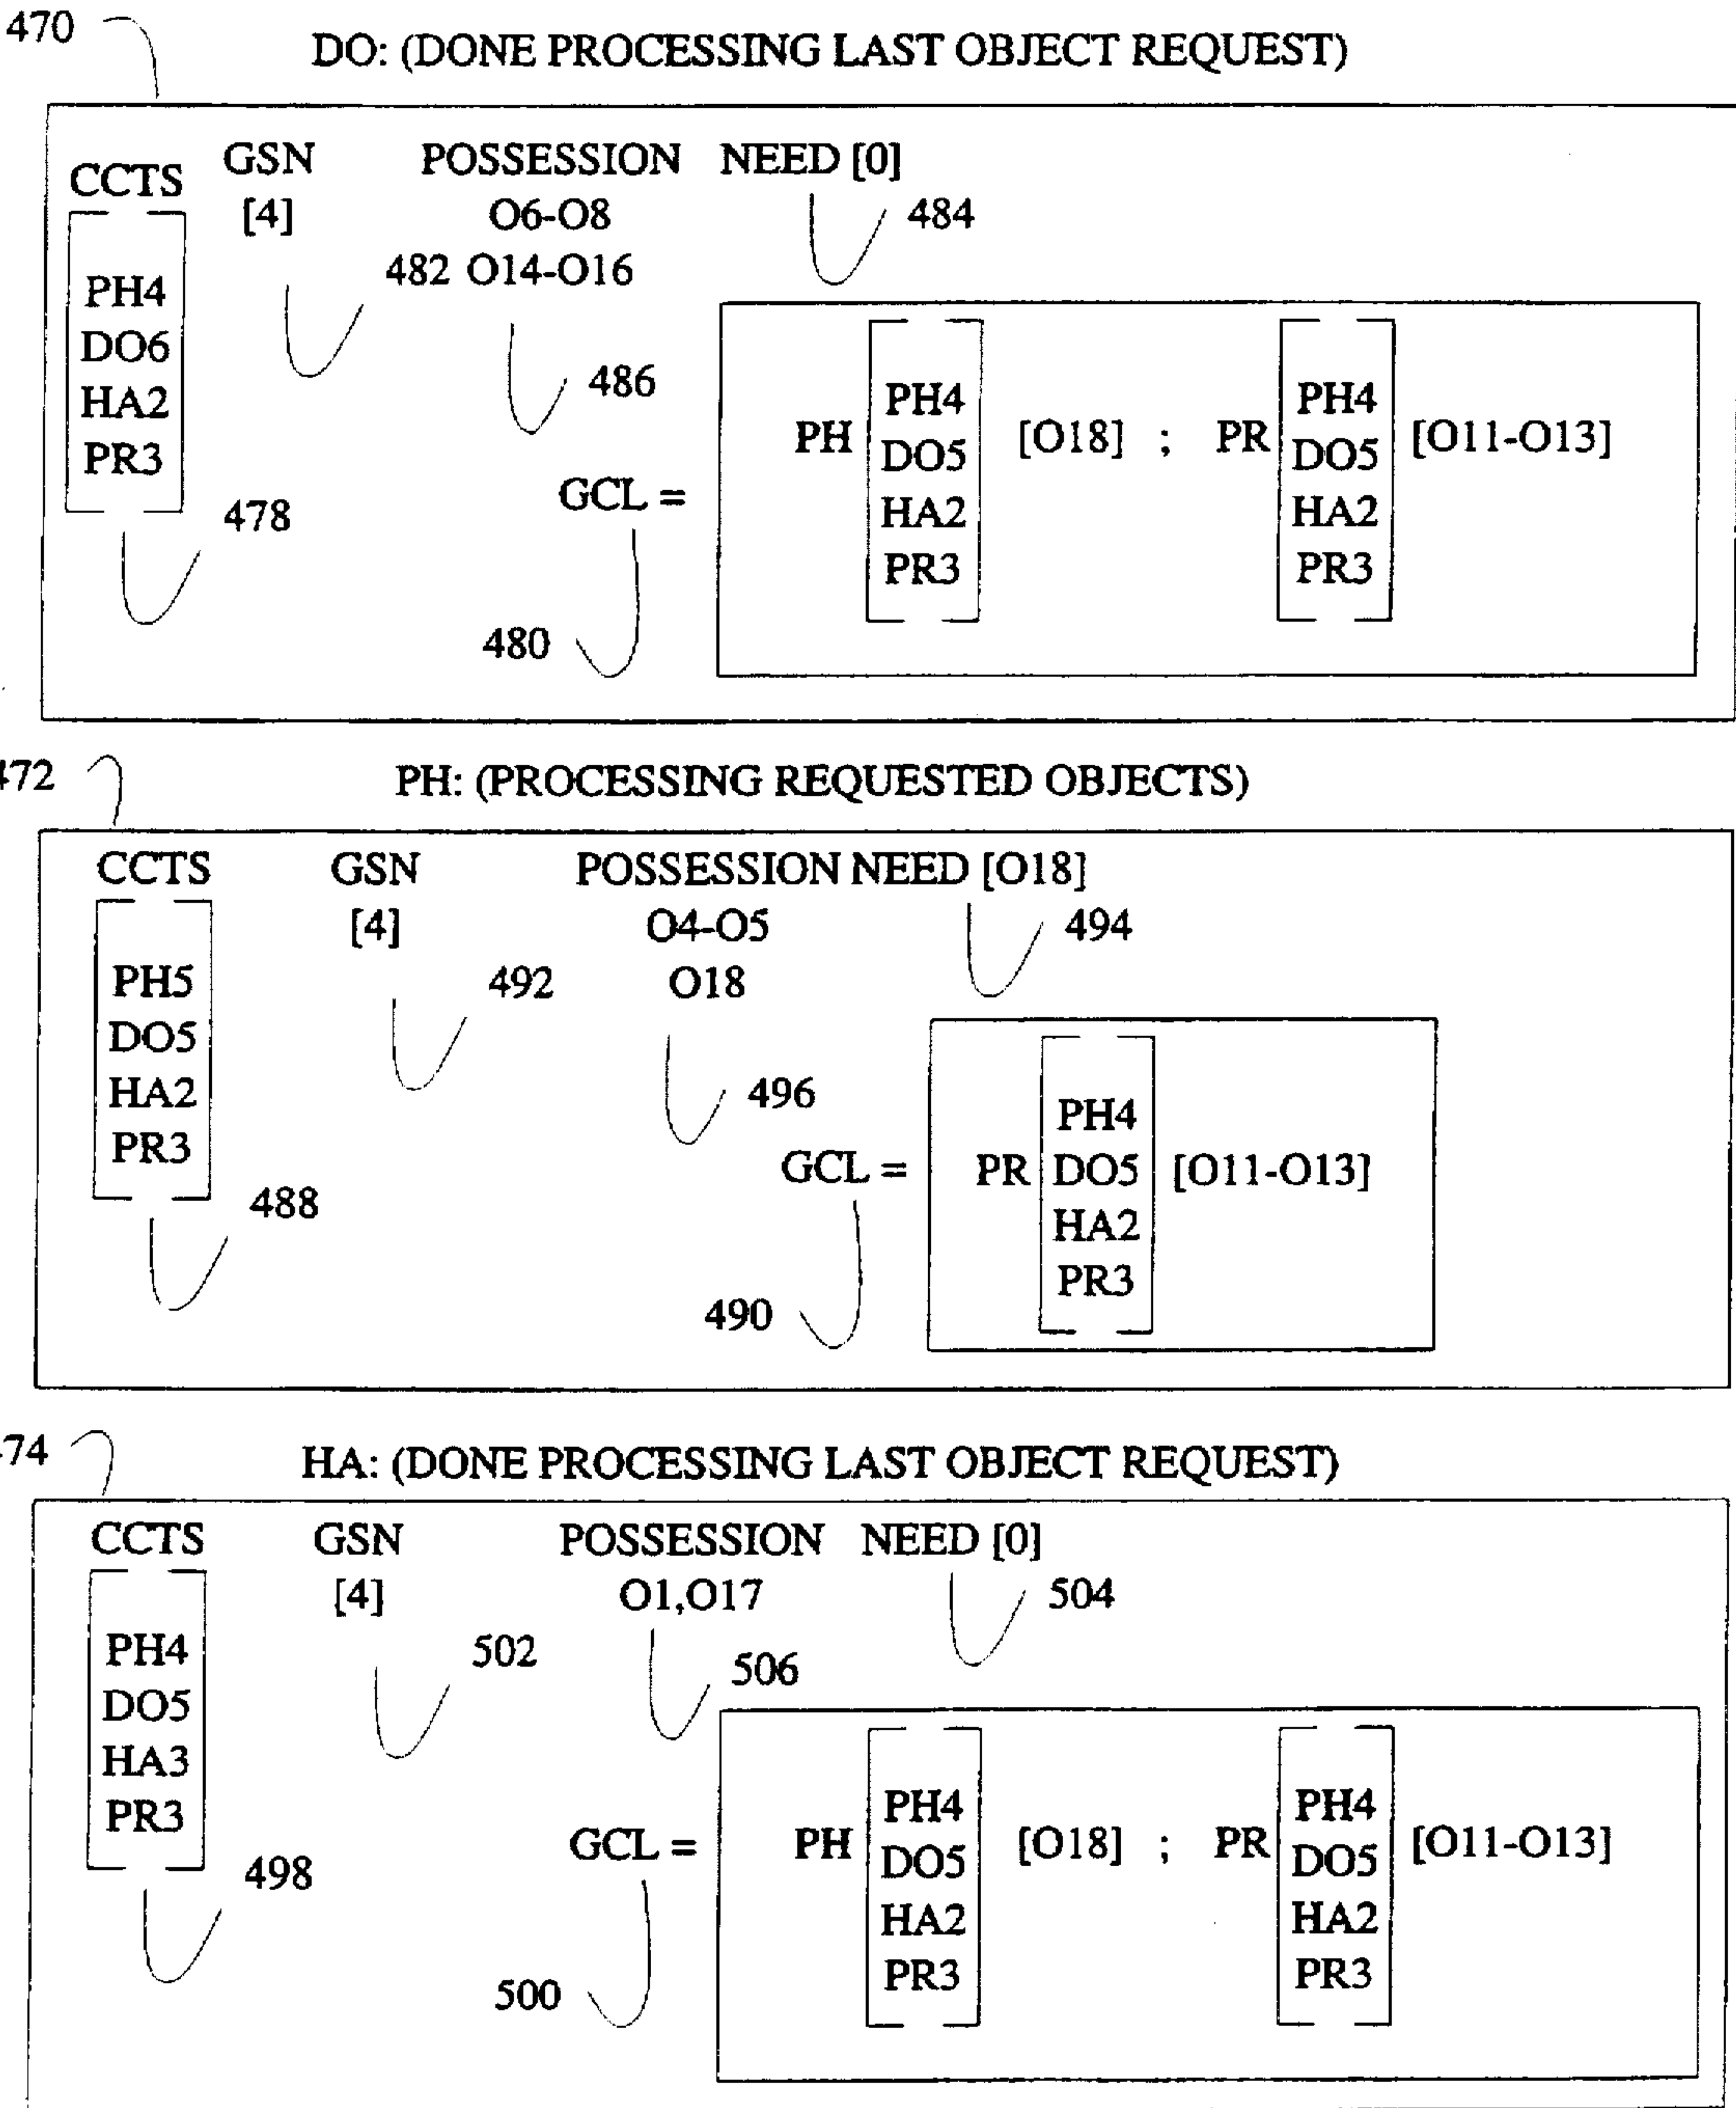 470
DO: (DONE PROCESSING LAST OBJECT REQUEST)
CCTS GSN POSSESSION NEED [0]
[4] O6-O8 484
482 O14-O16
PH4
DO6
HA2
PR3
478
486
GCL =
480
PH PH4 [O18] ; PR PH4 [O11-O13]
DO5 DO5
HA2 HA2
PR3 PR3
472
PH: (PROCESSING REQUESTED OBJECTS)
CCTS GSN POSSESSION NEED [O18]
[4] O4-O5 494
492 O18
PH5
DO5
HA2
PR3
488
496
GCL =
490
PR PH4 [O11-O13]
DO5
HA2
PR3
474
HA: (DONE PROCESSING LAST OBJECT REQUEST)
CCTS GSN POSSESSION NEED [0]
[4] O1,O17 504
502 506
PH4
DO5
HA3
PR3
498
GCL =
500
PH PH4 [O18] ; PR PH4 [O11-O13]
DO5 DO5
HA2 HA2
PR3 PR3